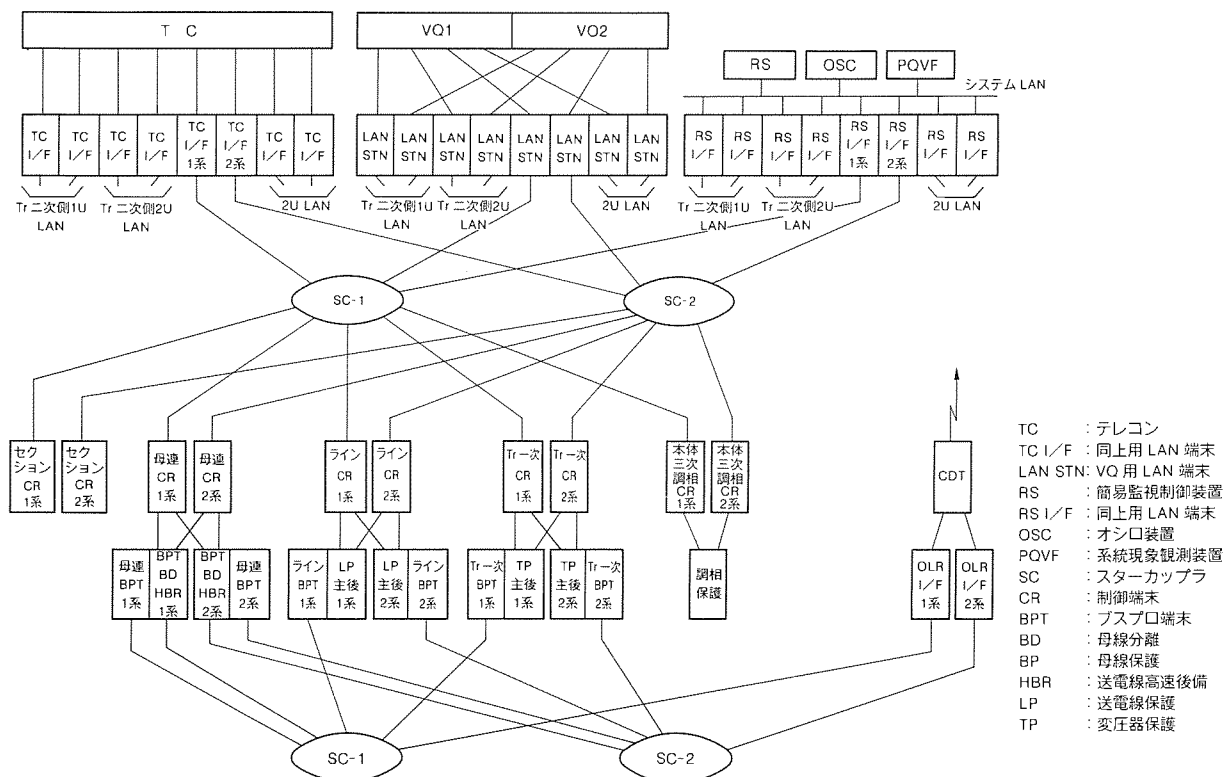 T C
VQ1
VQ2
RS
OSC
PQVF
システム LAN
TC I/F
TC I/F
TC I/F
TC I/F
TC I/F 1系
TC I/F 2系
TC I/F
TC I/F
LAN STN
LAN STN
LAN STN
LAN STN
LAN STN
LAN STN
LAN STN
LAN STN
RS I/F
RS I/F
RS I/F
RS I/F
RS I/F 1系
RS I/F 2系
RS I/F
RS I/F
Tr 二次側1U LAN
Tr 二次側2U LAN
2U LAN
Tr 二次側1U LAN
Tr 二次側2U LAN
2U LAN
Tr 二次側1U LAN
Tr 二次側2U LAN
2U LAN
SC-1
SC-2
セクション CR 1系
セクション CR 2系
母連 CR 1系
母連 CR 2系
ライン CR 1系
ライン CR 2系
Tr一次 CR 1系
Tr一次 CR 2系
本体三次調相 CR 1系
本体三次調相 CR 2系
CDT
母連 BPT 1系
BPT BD HBR 1系
BPT BD HBR 2系
母連 BPT 2系
ライン BPT 1系
LP 主後 1系
LP 主後 2系
ライン BPT 2系
Tr一次 BPT 1系
TP 主後 1系
TP 主後 2系
Tr一次 BPT 2系
調相保護
OLR I/F 1系
OLR I/F 2系
SC-1
SC-2
TC : テレコン
TC I/F : 同上用 LAN 端末
LAN STN : VQ 用 LAN 端末
RS : 簡易監視制御装置
RS I/F : 同上用 LAN 端末
OSC : オシロ装置
PQVF : 系統現象観測装置
SC : スターカップラ
CR : 制御端末
BPT : ブスプロ端末
BD : 母線分離
BP : 母線保護
HBR : 送電線高速後備
LP : 送電線保護
TP : 変圧器保護